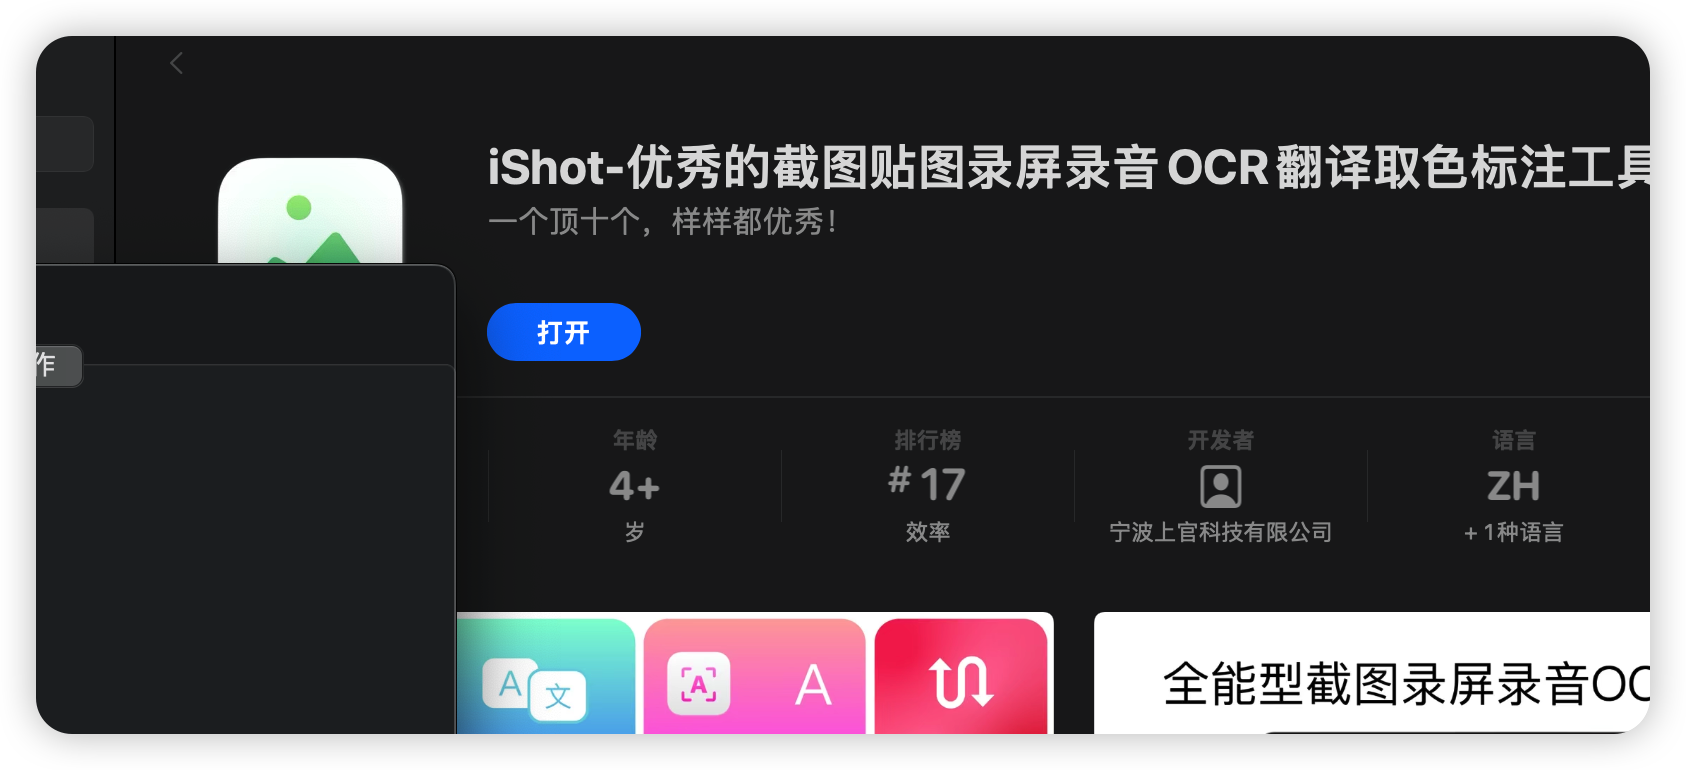 iShot-优秀的截图贴图录屏录音OCR翻译取色标注工具
一个顶十个，样样都优秀！
打开
作
年龄
4+
岁
排行榜
#17
效率
开发者
宁波上官科技有限公司
语言
ZH
+ 1种语言
A 文
A A
全能型截图录屏录音OC